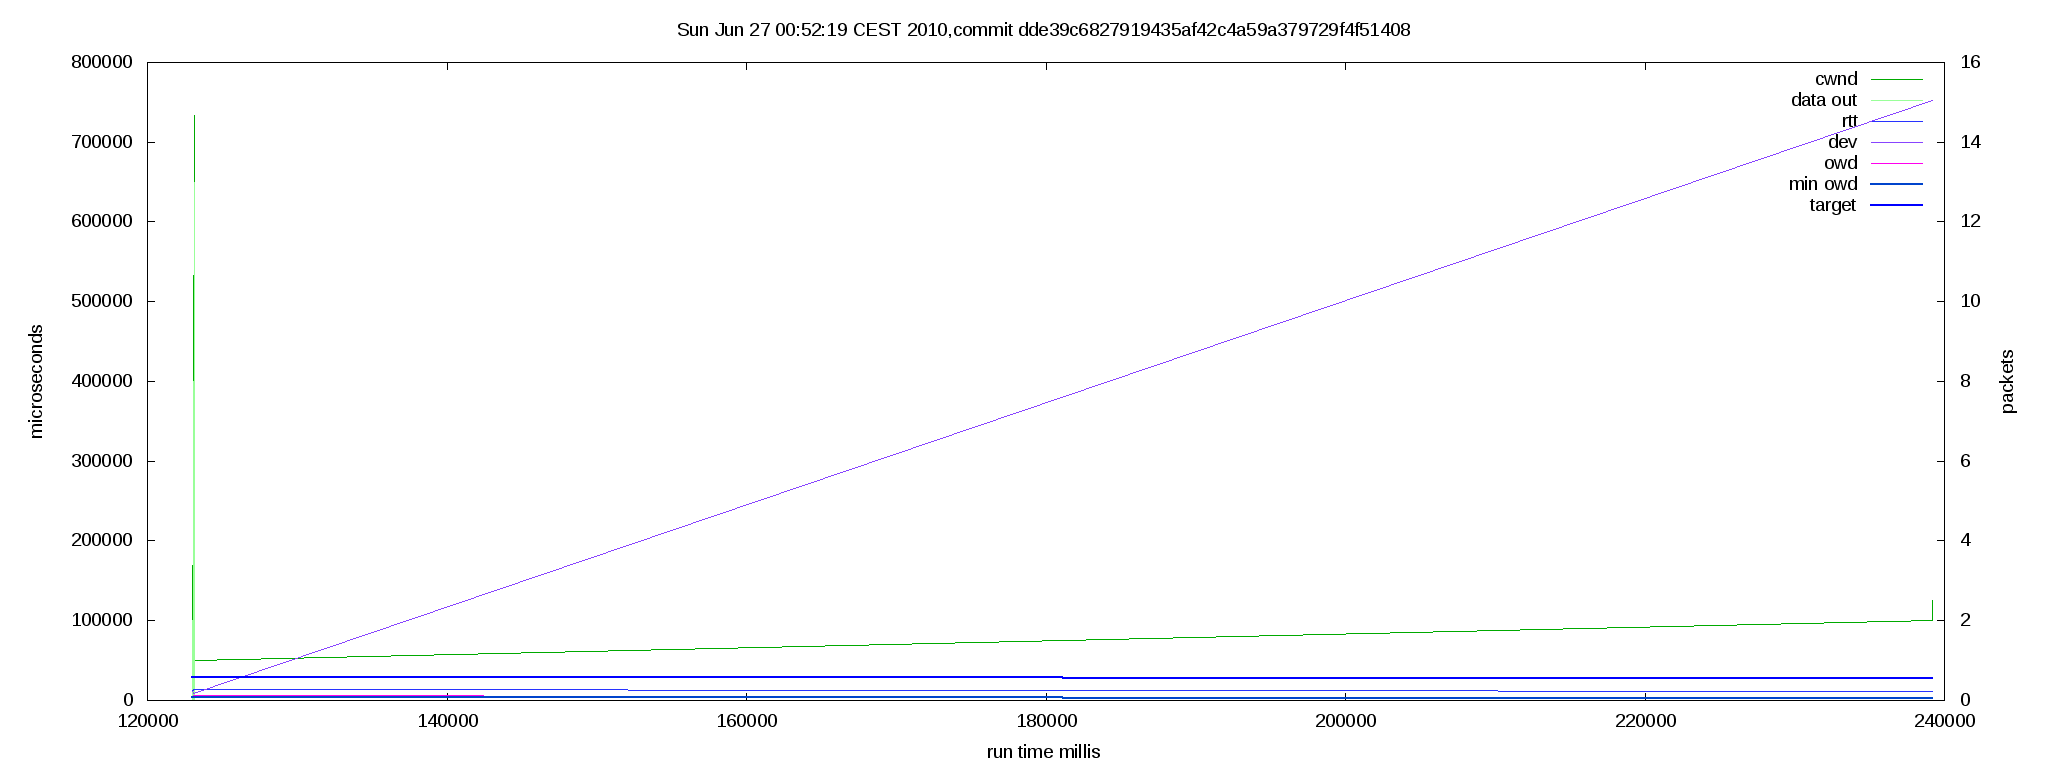 Sun Jun 27 00:52:19 CEST 2010,commit dde39c6827919435af42c4a59a379729f4f51408
800000
700000
600000
500000
400000
300000
200000
100000
0
microseconds
16
14
12
10
8
6
4
2
0
packets
cwnd
data out
rtt
dev
owd
min owd
target
120000 140000 160000 180000 200000 220000 240000
run time millis